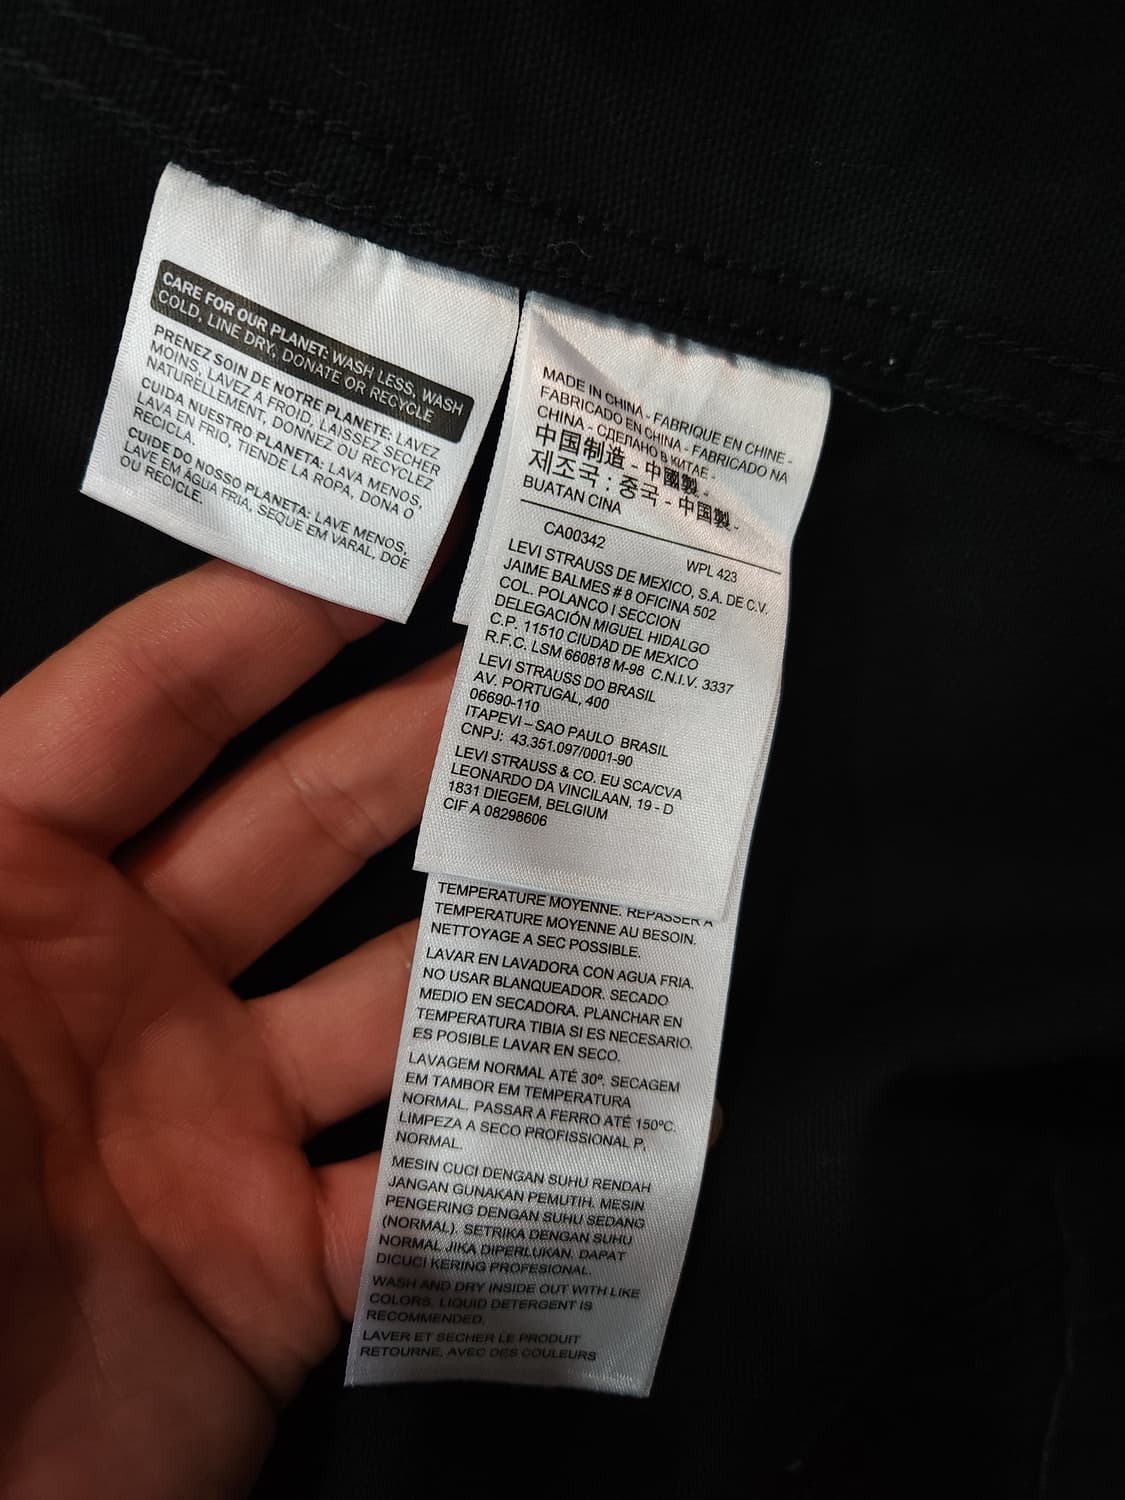 CARE FOR OUR PLANET: WASH LESS, WASH
COLD, LINE DRY, DONATE OR RECYCLE
PRENEZ SOIN DE NOTRE PLANETE: LAVEZ
MOINS, LAVEZ A FROID, LAISSEZ SECHER
NATURELLEMENT, DONNEZ OU RECYCLEZ
CUIDA NUESTRO PLANETA: LAVA MENOS,
LAVA EN FRIO, TIENDE LA ROPA, DONA O
RECICLA.
CUIDE DO NOSSO PLANETA: LAVE MENOS,
LAVE EM ÁGUA FRIA, SEQUE EM VARAL, DOE
OU RECICLE.
MADE IN CHINA - FABRIQUE EN CHINE -
FABRICADO EN CHINA - FABRICADO NA
CHINA - СДЕЛАНО В КИТАЕ -
中国制造 - 中國製 -
제조국 : 중국 - 中国製 -
BUATAN CINA
CA00342 WPL 423
LEVI STRAUSS DE MEXICO, S.A. DE C.V.
JAIME BALMES # 8 OFICINA 502
COL. POLANCO I SECCION
DELEGACIÓN MIGUEL HIDALGO
C.P. 11510 CIUDAD DE MEXICO
R.F.C. LSM 660818 M-98 C.N.I.V. 3337
LEVI STRAUSS DO BRASIL
AV. PORTUGAL, 400
06690-110
ITAPEVI – SAO PAULO BRASIL
CNPJ: 43.351.097/0001-90
LEVI STRAUSS & CO. EU SCA/CVA
LEONARDO DA VINCILAAN, 19 - D
1831 DIEGEM, BELGIUM
CIF A 08298606
TEMPERATURE MOYENNE. REPASSER A
TEMPERATURE MOYENNE AU BESOIN.
NETTOYAGE A SEC POSSIBLE.
LAVAR EN LAVADORA CON AGUA FRIA.
NO USAR BLANQUEADOR. SECADO
MEDIO EN SECADORA. PLANCHAR EN
TEMPERATURA TIBIA SI ES NECESARIO.
ES POSIBLE LAVAR EN SECO.
LAVAGEM NORMAL ATÉ 30º. SECAGEM
EM TAMBOR EM TEMPERATURA
NORMAL. PASSAR A FERRO ATÉ 150ºC.
LIMPEZA A SECO PROFISSIONAL P,
NORMAL.
MESIN CUCI DENGAN SUHU RENDAH
JANGAN GUNAKAN PEMUTIH. MESIN
PENGERING DENGAN SUHU SEDANG
(NORMAL). SETRIKA DENGAN SUHU
NORMAL JIKA DIPERLUKAN. DAPAT
DICUCI KERING PROFESIONAL.
WASH AND DRY INSIDE OUT WITH LIKE
COLORS. LIQUID DETERGENT IS
RECOMMENDED.
LAVER ET SECHER LE PRODUIT
RETOURNE, AVEC DES COULEURS